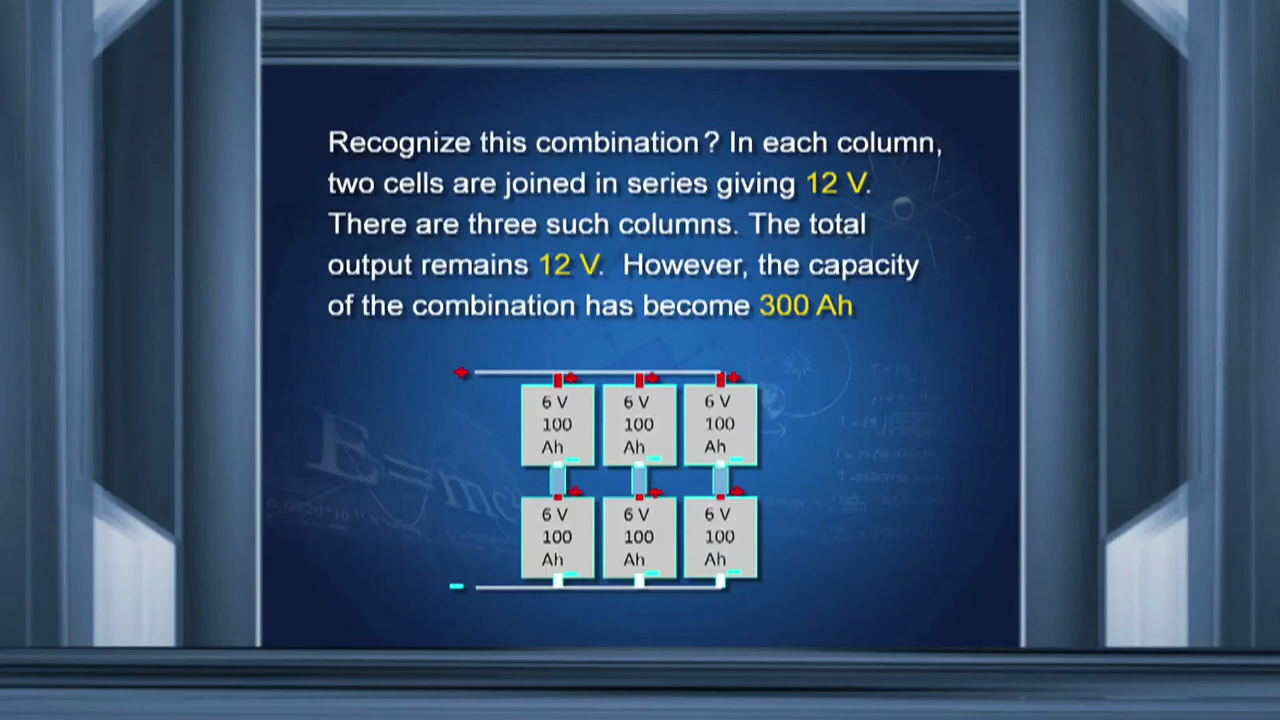 Recognize this combination? In each column,
two cells are joined in series giving 12 V.
There are three such columns. The total
output remains 12 V. However, the capacity
of the combination has become 300 Ah
6 V 6 V 6 V
100 100 100
Ah Ah Ah
6 V 6 V 6 V
100 100 100
Ah Ah Ah
E=mc²